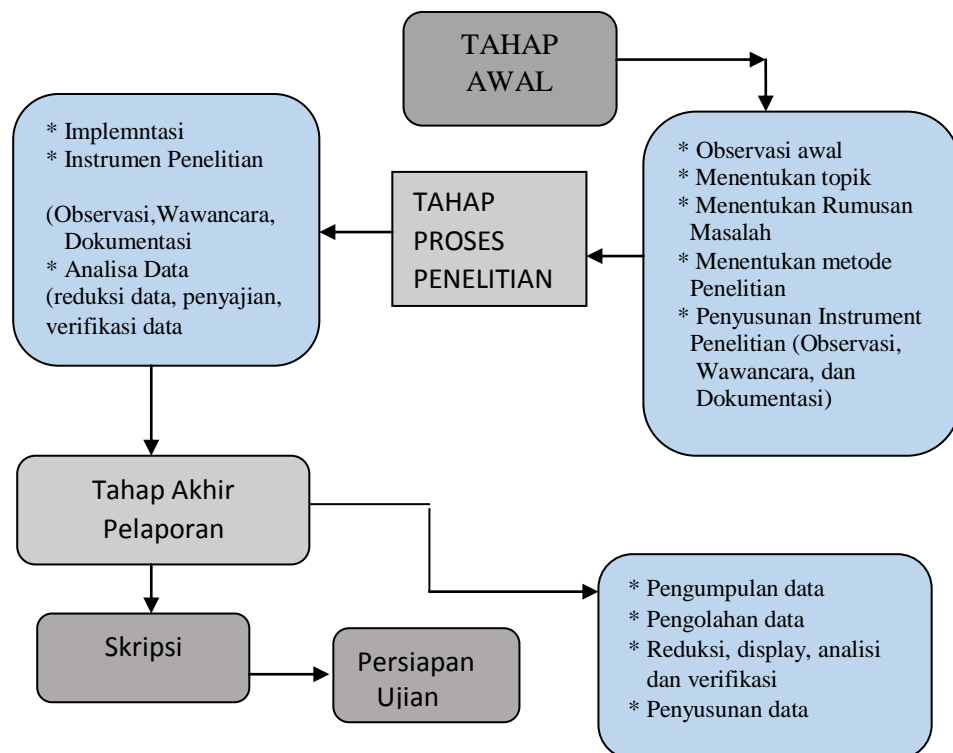 TAHAP
AWAL
* Observasi awal
* Menentukan topik
* Menentukan Rumusan
Masalah
* Menentukan metode
Penelitian
* Penyusunan Instrument
Penelitian (Observasi,
Wawancara, dan
Dokumentasi)
TAHAP
PROSES
PENELITIAN
* Implemntasi
* Instrumen Penelitian
(Observasi,Wawancara,
Dokumentasi
* Analisa Data
(reduksi data, penyajian,
verifikasi data
Tahap Akhir
Pelaporan
* Pengumpulan data
* Pengolahan data
* Reduksi, display, analisi
dan verifikasi
* Penyusunan data
Skripsi
Persiapan
Ujian